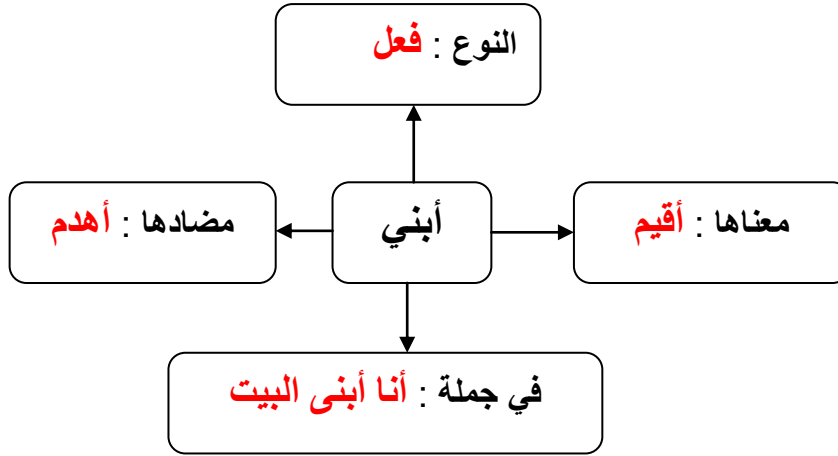 النوع : فعل
معناها : أقيم
أبني
مضادها : أهدم
في جملة : أنا أبنى البيت